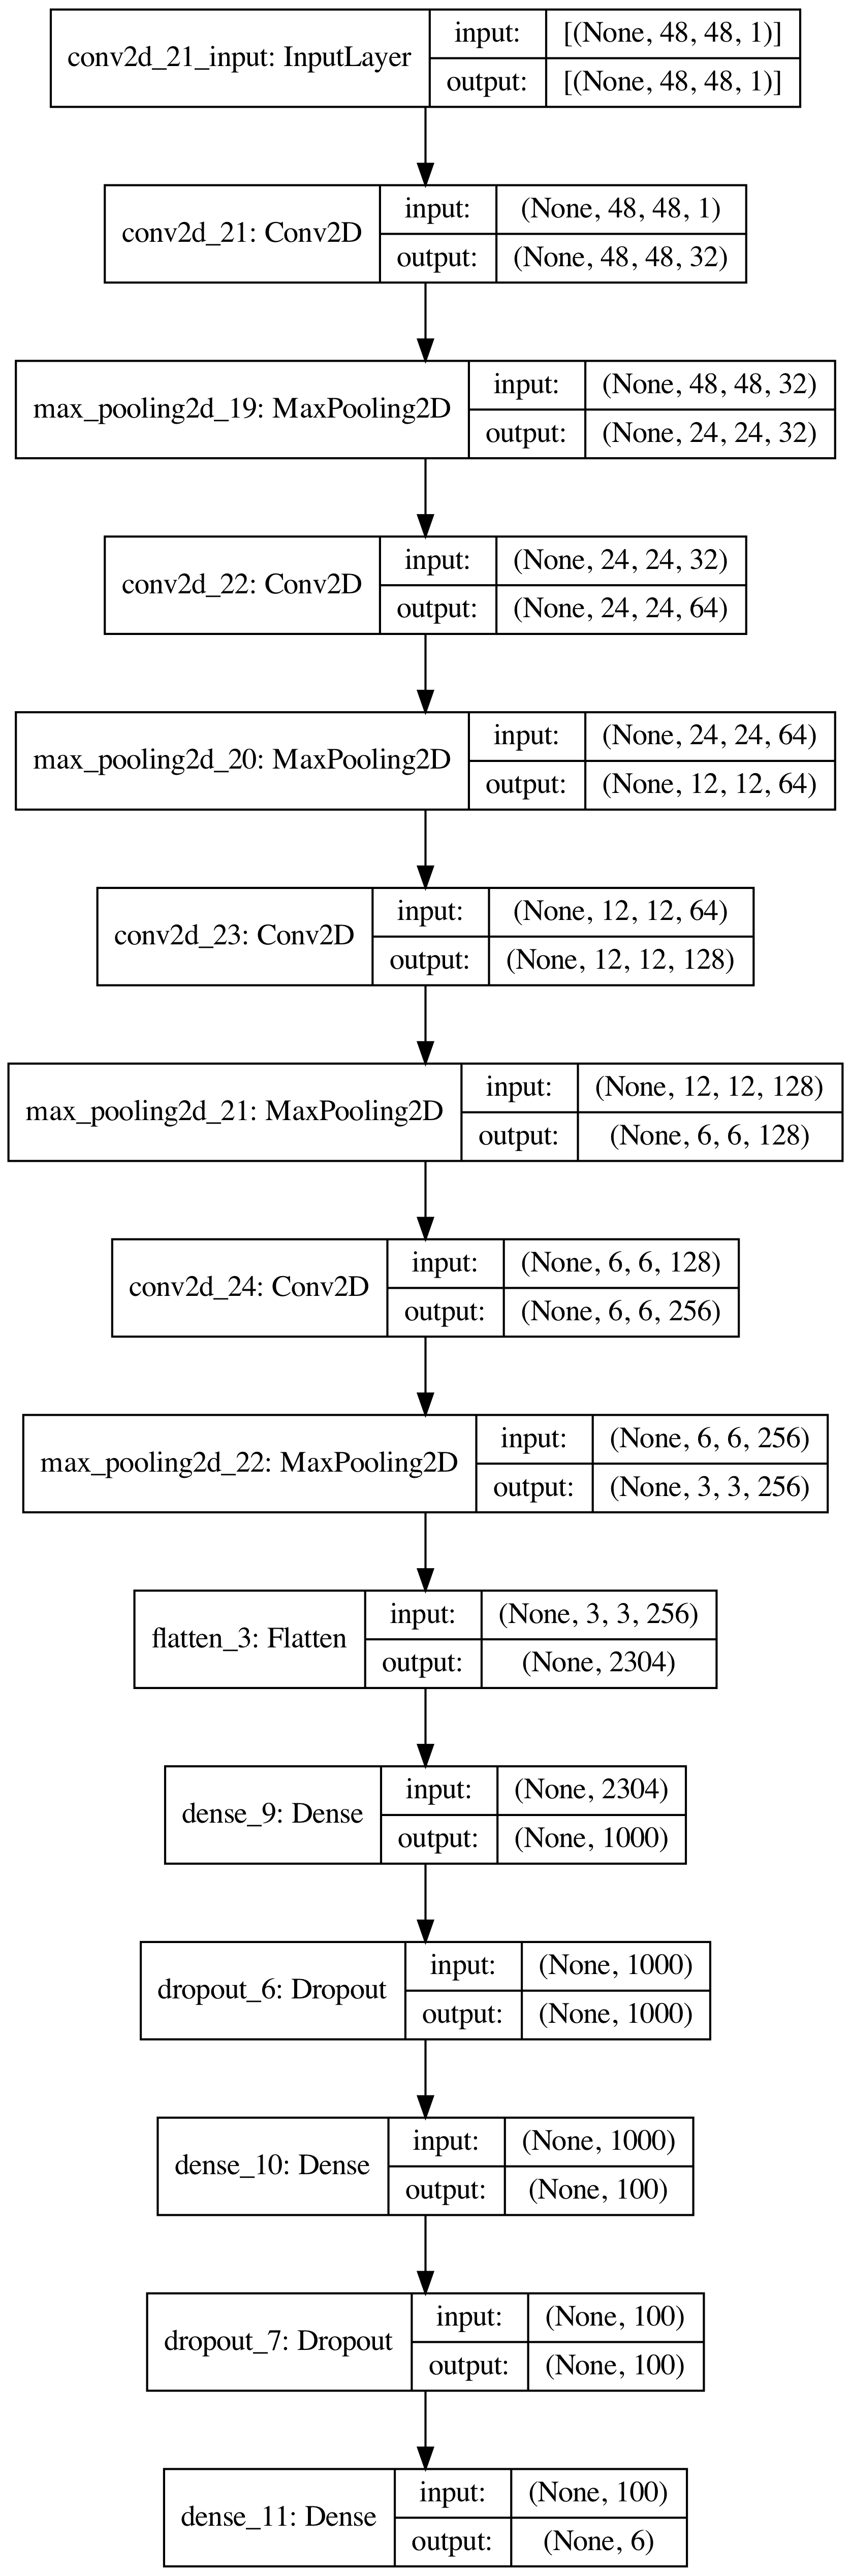 conv2d_21_input: InputLayer
input: [(None, 48, 48, 1)]
output: [(None, 48, 48, 1)]
conv2d_21: Conv2D
input: (None, 48, 48, 1)
output: (None, 48, 48, 32)
max_pooling2d_19: MaxPooling2D
input: (None, 48, 48, 32)
output: (None, 24, 24, 32)
conv2d_22: Conv2D
input: (None, 24, 24, 32)
output: (None, 24, 24, 64)
max_pooling2d_20: MaxPooling2D
input: (None, 24, 24, 64)
output: (None, 12, 12, 64)
conv2d_23: Conv2D
input: (None, 12, 12, 64)
output: (None, 12, 12, 128)
max_pooling2d_21: MaxPooling2D
input: (None, 12, 12, 128)
output: (None, 6, 6, 128)
conv2d_24: Conv2D
input: (None, 6, 6, 128)
output: (None, 6, 6, 256)
max_pooling2d_22: MaxPooling2D
input: (None, 6, 6, 256)
output: (None, 3, 3, 256)
flatten_3: Flatten
input: (None, 3, 3, 256)
output: (None, 2304)
dense_9: Dense
input: (None, 2304)
output: (None, 1000)
dropout_6: Dropout
input: (None, 1000)
output: (None, 1000)
dense_10: Dense
input: (None, 1000)
output: (None, 100)
dropout_7: Dropout
input: (None, 100)
output: (None, 100)
dense_11: Dense
input: (None, 100)
output: (None, 6)